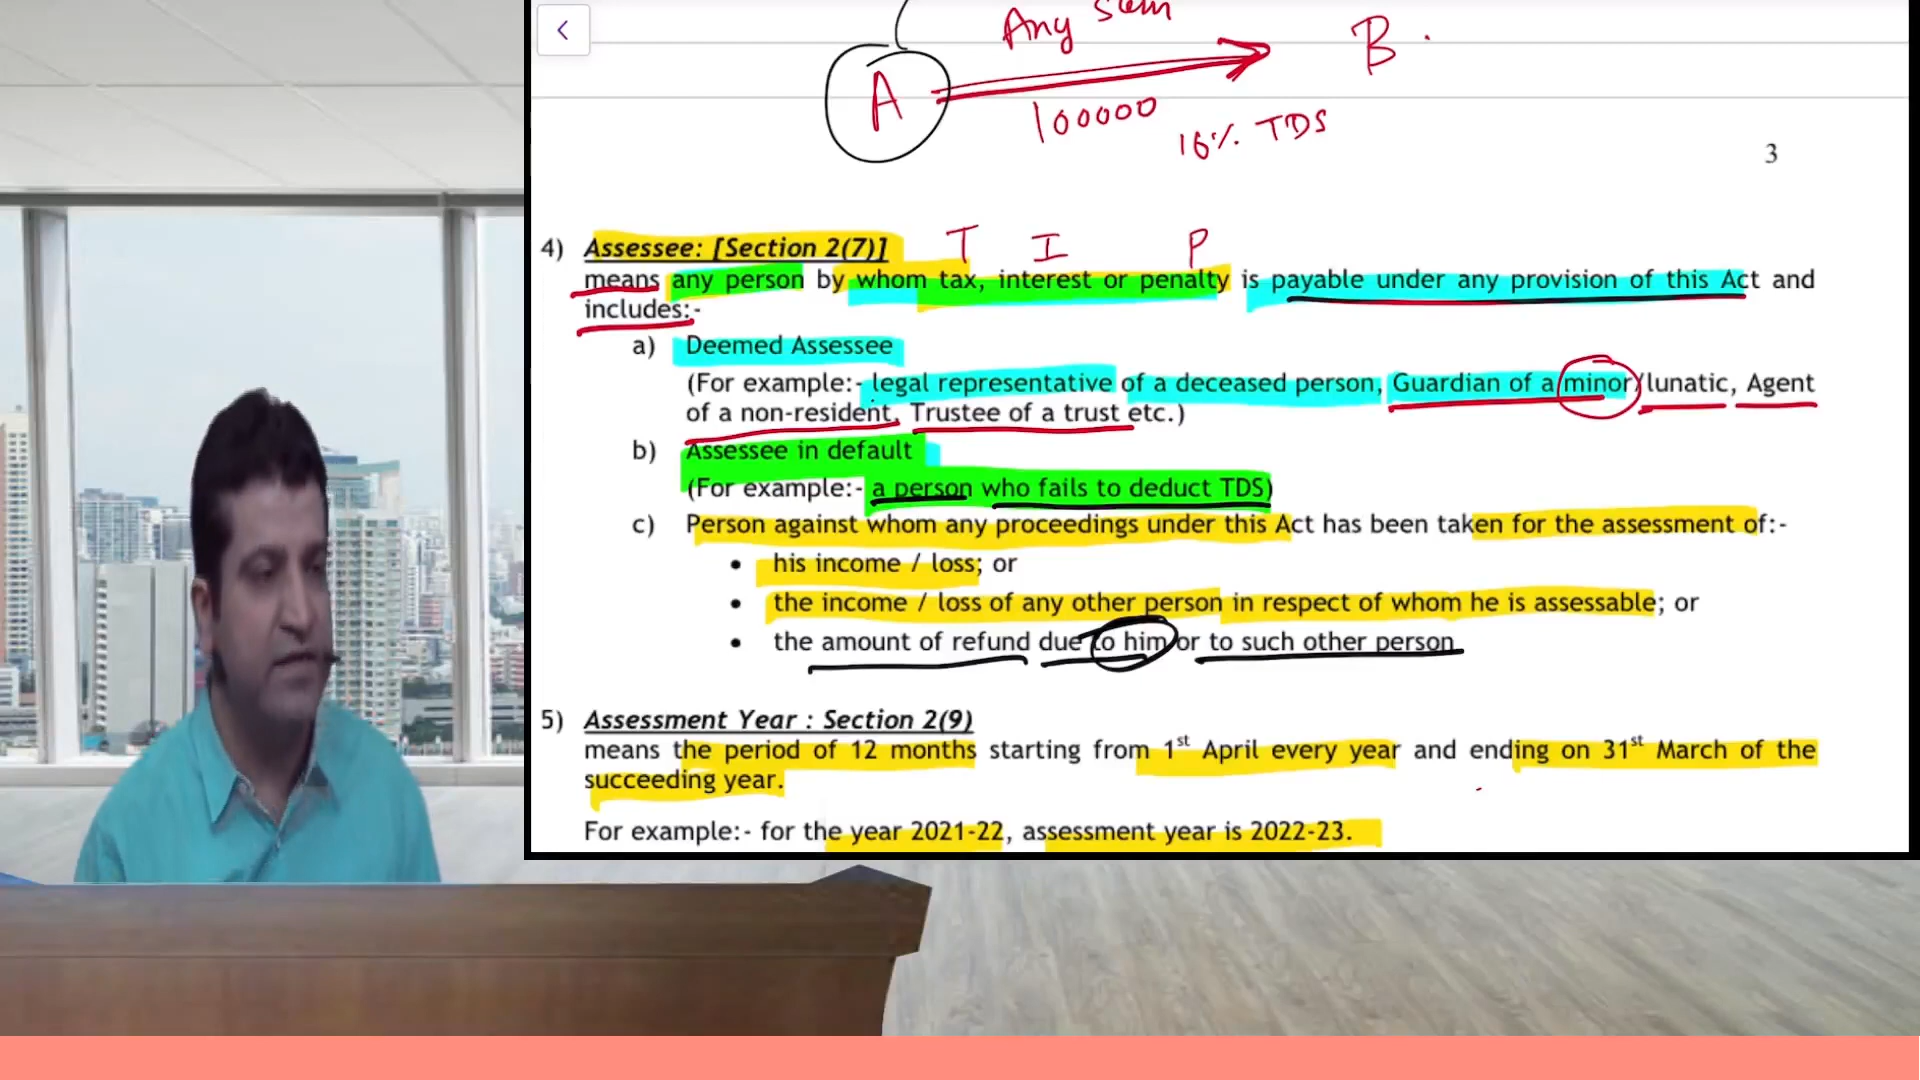 Any sum
A
B
100000
10% TDS
3
T I P
4) Assessee: [Section 2(7)]
means any person by whom tax, interest or penalty is payable under any provision of this Act and
includes:-
a) Deemed Assessee
(For example:- legal representative of a deceased person, Guardian of a minor/lunatic, Agent
of a non-resident, Trustee of a trust etc.)
b) Assessee in default
(For example:- a person who fails to deduct TDS)
c) Person against whom any proceedings under this Act has been taken for the assessment of:-
• his income / loss; or
• the income / loss of any other person in respect of whom he is assessable; or
• the amount of refund due to him or to such other person
5) Assessment Year : Section 2(9)
means the period of 12 months starting from 1st April every year and ending on 31st March of the
succeeding year.
For example:- for the year 2021-22, assessment year is 2022-23.